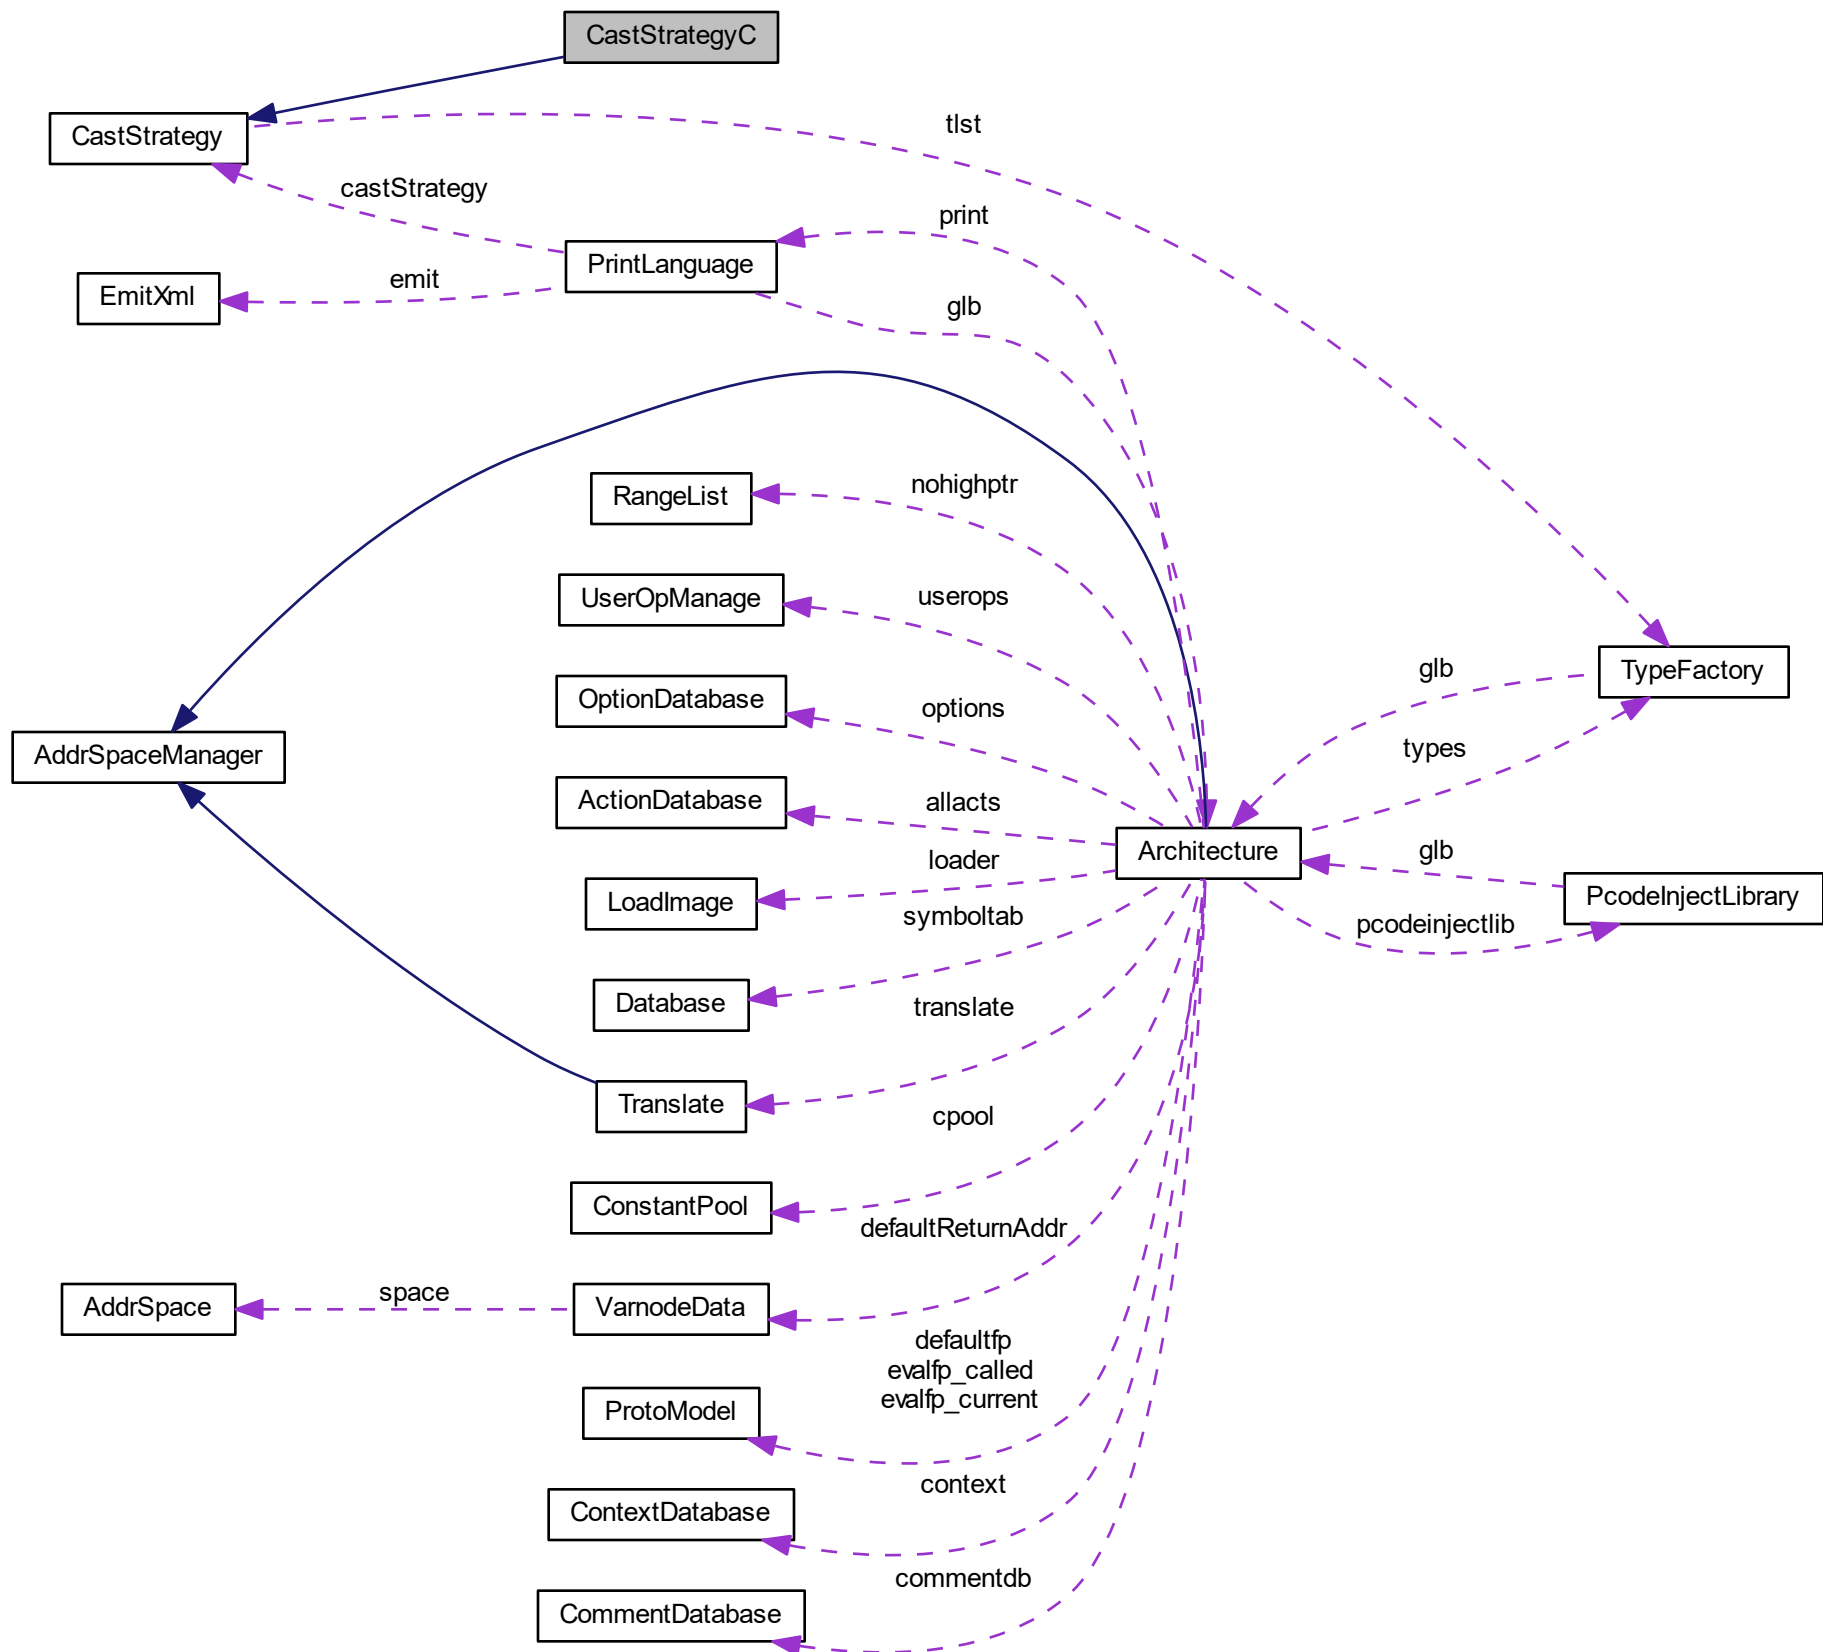 CastStrategyC
CastStrategy
tlst
castStrategy
print
PrintLanguage
EmitXml
emit
glb
RangeList
nohighptr
UserOpManage
userops
TypeFactory
glb
OptionDatabase
options
types
AddrSpaceManager
ActionDatabase
allacts
Architecture
glb
LoadImage
loader
PcodeInjectLibrary
symboltab
pcodeinjectlib
Database
translate
Translate
cpool
ConstantPool
defaultReturnAddr
AddrSpace
space
VarnodeData
defaultfp
evalfp_called
evalfp_current
ProtoModel
context
ContextDatabase
commentdb
CommentDatabase